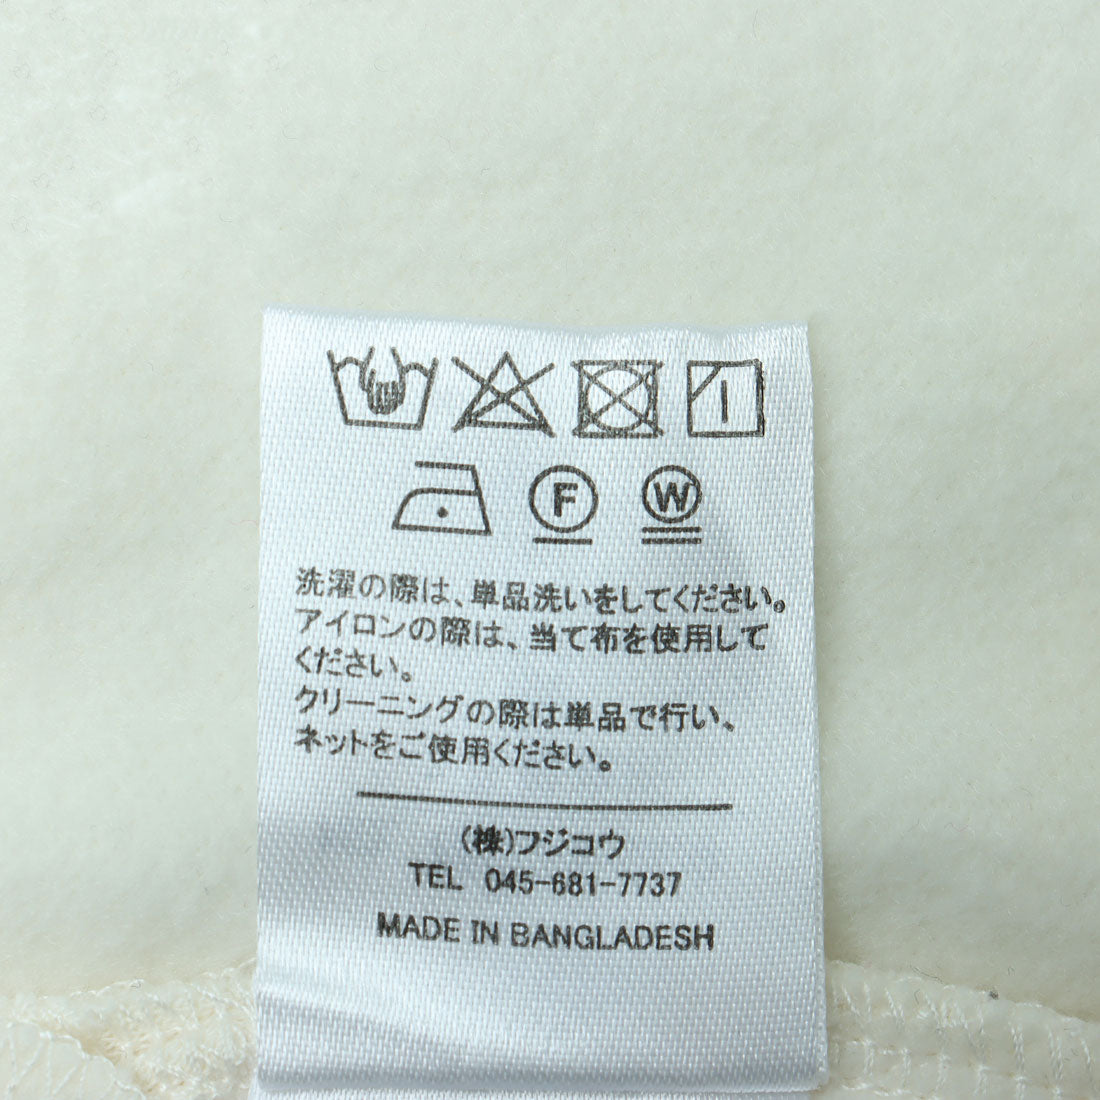 F W
洗濯の際は、単品洗いをしてください。
アイロンの際は、当て布を使用して
ください。
クリーニングの際は単品で行い、
ネットをご使用ください。
(株)フジコウ
TEL 045-681-7737
MADE IN BANGLADESH